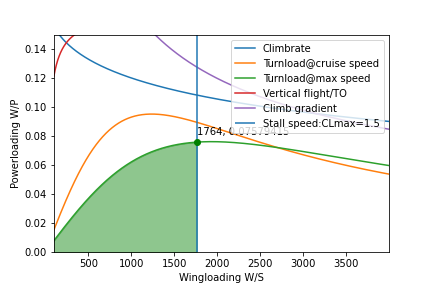 0.14
0.12
0.10
0.08
0.06
0.04
0.02
0.00
Powerloading W/P
500
1000
1500
2000
2500
3000
3500
Wingloading W/S
Climbrate
Turnload@cruise speed
Turnload@max speed
Vertical flight/TO
Climb gradient
Stall speed:CLmax=1.5
1764,